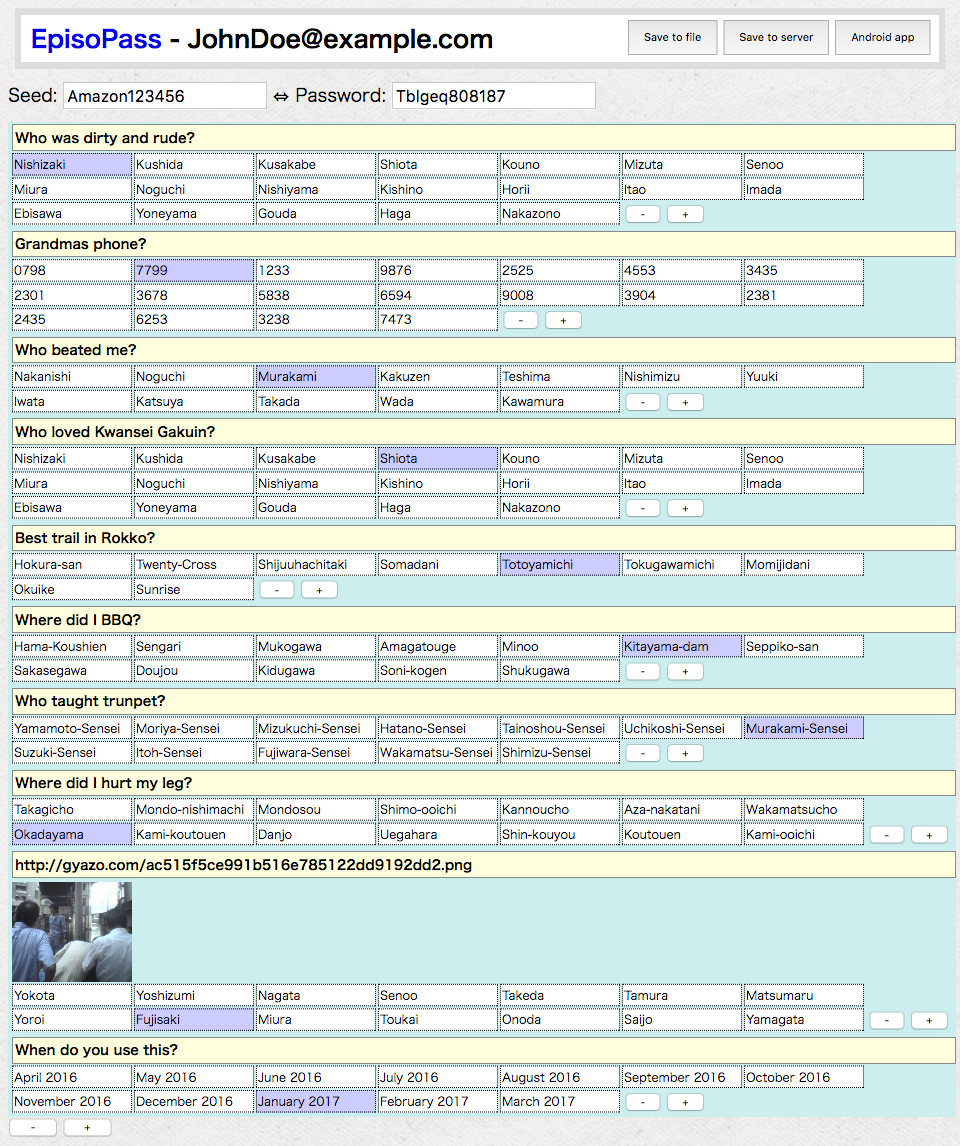 EpisoPass - JohnDoe@example.com Save to file Save to server Android app
Seed: Amazon123456 ⇔ Password: Tblgeq808187
Who was dirty and rude?
Nishizaki Kushida Kusakabe Shiota Kouno Mizuta Senoo
Miura Noguchi Nishiyama Kishino Horii Itao Imada
Ebisawa Yoneyama Gouda Haga Nakazono - +
Grandmas phone?
0798 7799 1233 9876 2525 4553 3435
2301 3678 5838 6594 9008 3904 2381
2435 6253 3238 7473 - +
Who beated me?
Nakanishi Noguchi Murakami Kakuzen Teshima Nishimizu Yuuki
Iwata Katsuya Takada Wada Kawamura - +
Who loved Kwansei Gakuin?
Nishizaki Kushida Kusakabe Shiota Kouno Mizuta Senoo
Miura Noguchi Nishiyama Kishino Horii Itao Imada
Ebisawa Yoneyama Gouda Haga Nakazono - +
Best trail in Rokko?
Hokura-san Twenty-Cross Shijuuhachitaki Somadani Totoyamichi Tokugawamichi Momijidani
Okuike Sunrise - +
Where did I BBQ?
Hama-Koushien Sengari Mukogawa Amagatouge Minoo Kitayama-dam Seppiko-san
Sakasegawa Doujou Kidugawa Soni-kogen Shukugawa - +
Who taught trunpet?
Yamamoto-Sensei Moriya-Sensei Mizukuchi-Sensei Hatano-Sensei Tainoshou-Sensei Uchikoshi-Sensei Murakami-Sensei
Suzuki-Sensei Itoh-Sensei Fujiwara-Sensei Wakamatsu-Sensei Shimizu-Sensei - +
Where did I hurt my leg?
Takagicho Mondo-nishimachi Mondosou Shimo-ooichi Kannoucho Aza-nakatani Wakamatsucho
Okadayama Kami-koutouen Danjo Uegahara Shin-kouyou Koutouen Kami-ooichi - +
http://gyazo.com/ac515f5ce991b516e785122dd9192dd2.png
Yokota Yoshizumi Nagata Senoo Takeda Tamura Matsumaru
Yoroi Fujisaki Miura Toukai Onoda Saijo Yamagata - +
When do you use this?
April 2016 May 2016 June 2016 July 2016 August 2016 September 2016 October 2016
November 2016 December 2016 January 2017 February 2017 March 2017 - +
- +